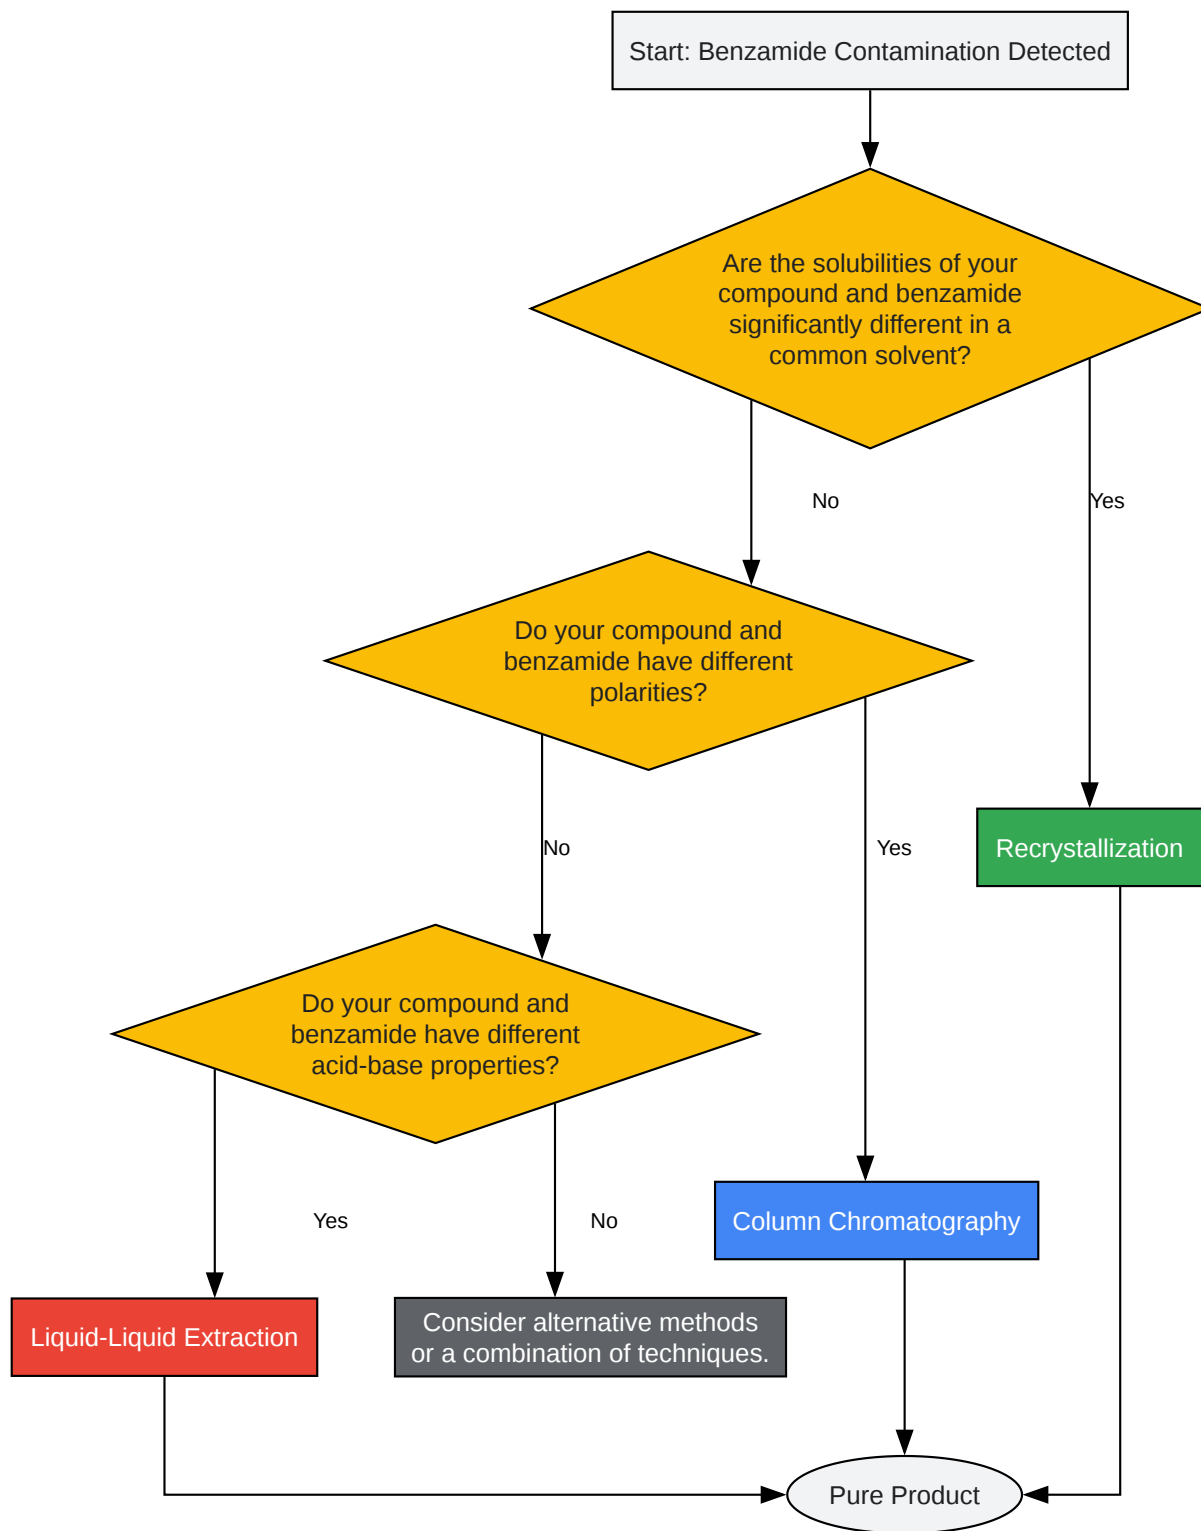 Start: Benzamide Contamination Detected
Are the solubilities of your
compound and benzamide
significantly different in a
common solvent?
No
Yes
Do your compound and
benzamide have different
polarities?
No
Yes
Recrystallization
Do your compound and
benzamide have different
acid-base properties?
Yes
No
Column Chromatography
Liquid-Liquid Extraction
Consider alternative methods
or a combination of techniques.
Pure Product